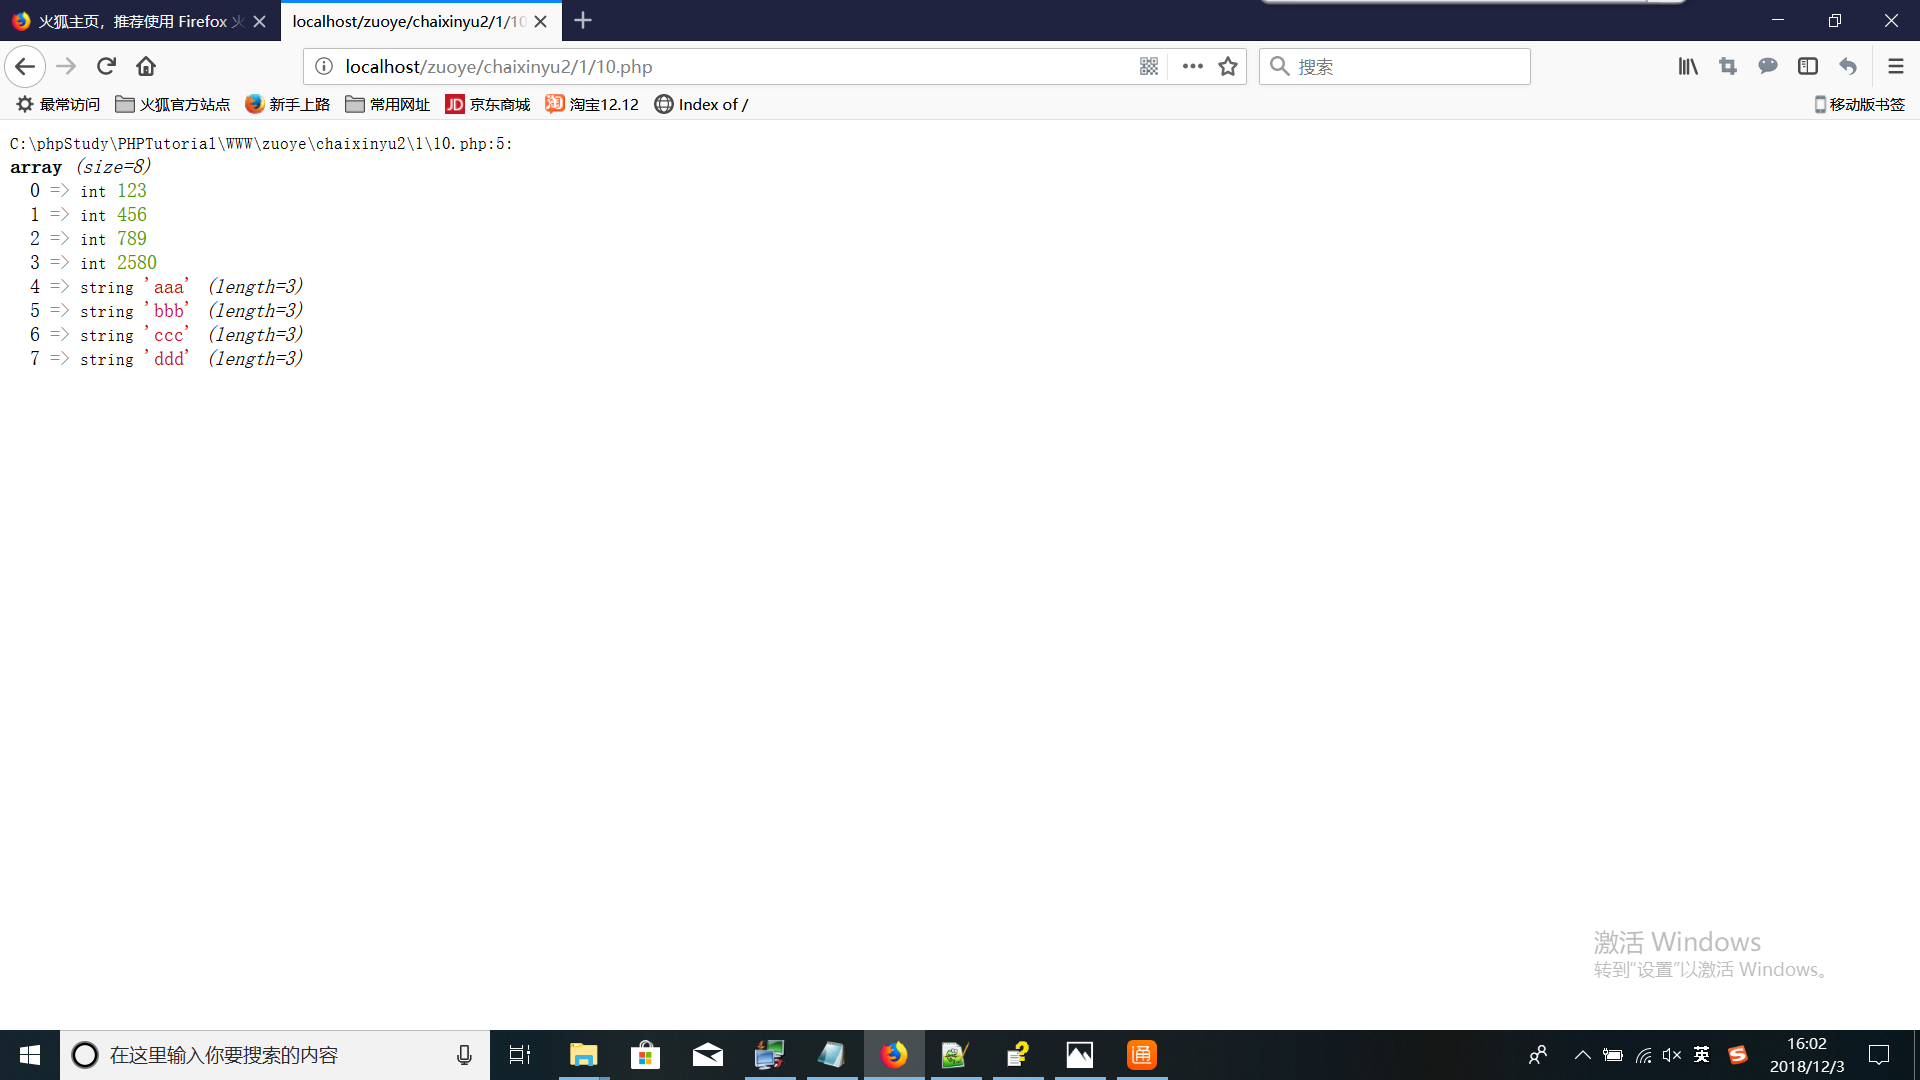 火狐主页，推荐使用 Firefox 火
localhost/zuoye/chaixinyu2/1/10
localhost/zuoye/chaixinyu2/1/10.php
搜索
最常访问 火狐官方站点 新手上路 常用网址 JD 京东商城 淘 淘宝12.12 Index of /
移动版书签
C:\phpStudy\PHPTutorial\WWW\zuoye\chaixinyu2\1\10.php:5:
array (size=8)
0 => int 123
1 => int 456
2 => int 789
3 => int 2580
4 => string 'aaa' (length=3)
5 => string 'bbb' (length=3)
6 => string 'ccc' (length=3)
7 => string 'ddd' (length=3)
激活 Windows
转到“设置”以激活 Windows。
在这里输入你要搜索的内容
通
英
S
16:02
2018/12/3